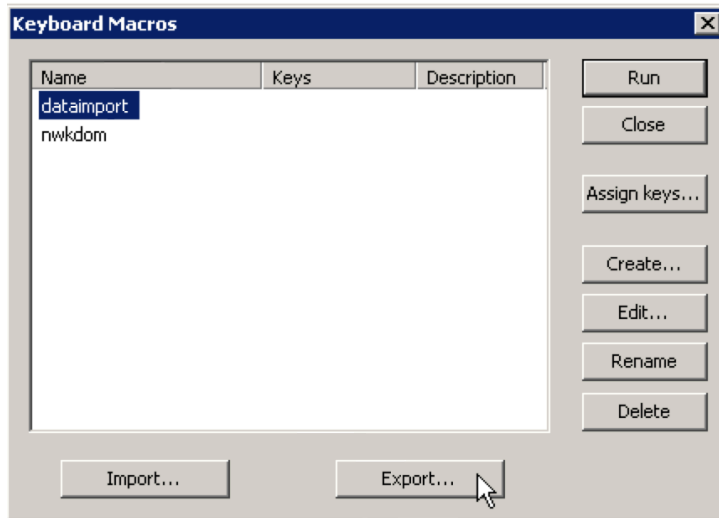 Keyboard Macros
Name Keys Description
dataimport
nwkdom
Run
Close
Assign keys...
Create...
Edit...
Rename
Delete
Import... Export...